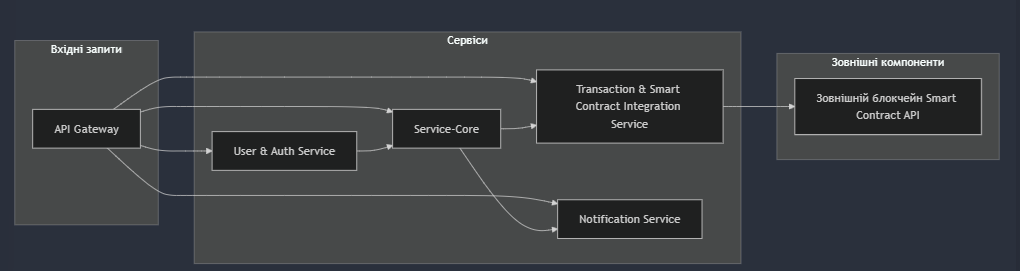 Вхідні запити
API Gateway
Сервіси
User & Auth Service
Service-Core
Transaction & Smart
Contract Integration
Service
Notification Service
Зовнішні компоненти
Зовнішній блокчейн Smart
Contract API